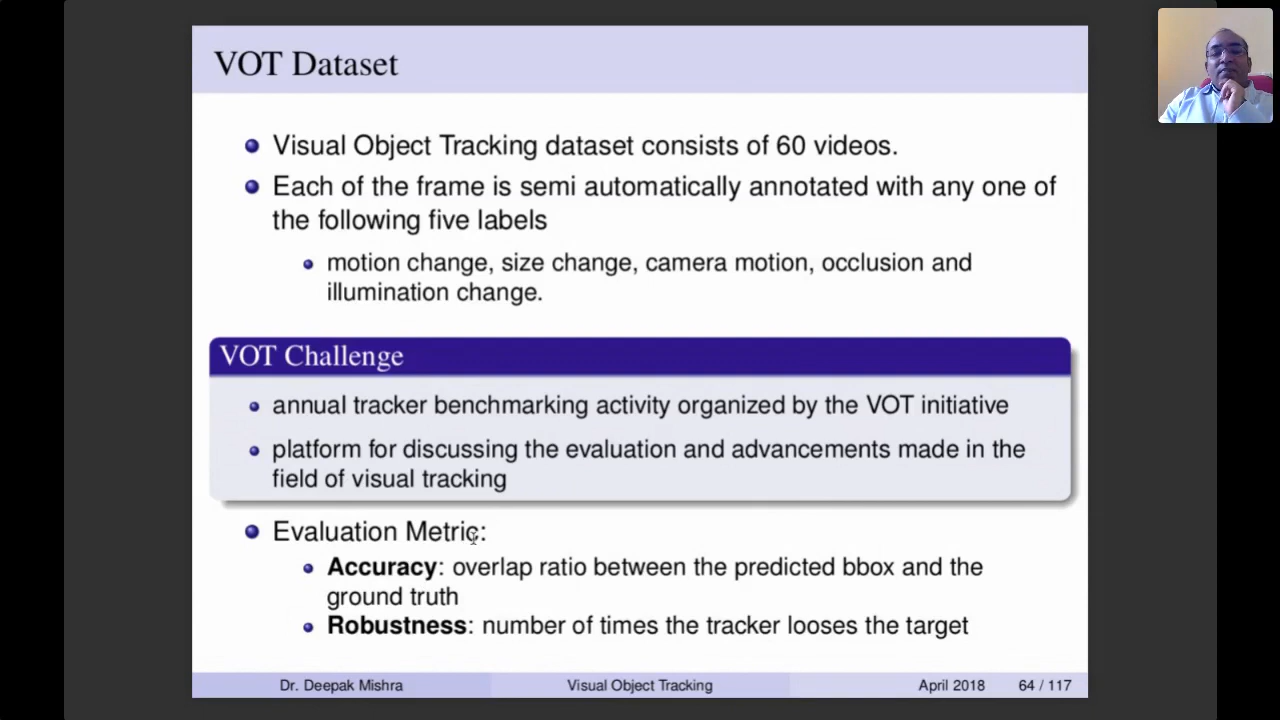 VOT Dataset
Visual Object Tracking dataset consists of 60 videos.
Each of the frame is semi automatically annotated with any one of
the following five labels
motion change, size change, camera motion, occlusion and
illumination change.
VOT Challenge
annual tracker benchmarking activity organized by the VOT initiative
platform for discussing the evaluation and advancements made in the
field of visual tracking
Evaluation Metric:
Accuracy: overlap ratio between the predicted bbox and the
ground truth
Robustness: number of times the tracker looses the target
Dr. Deepak Mishra Visual Object Tracking April 2018 64 / 117